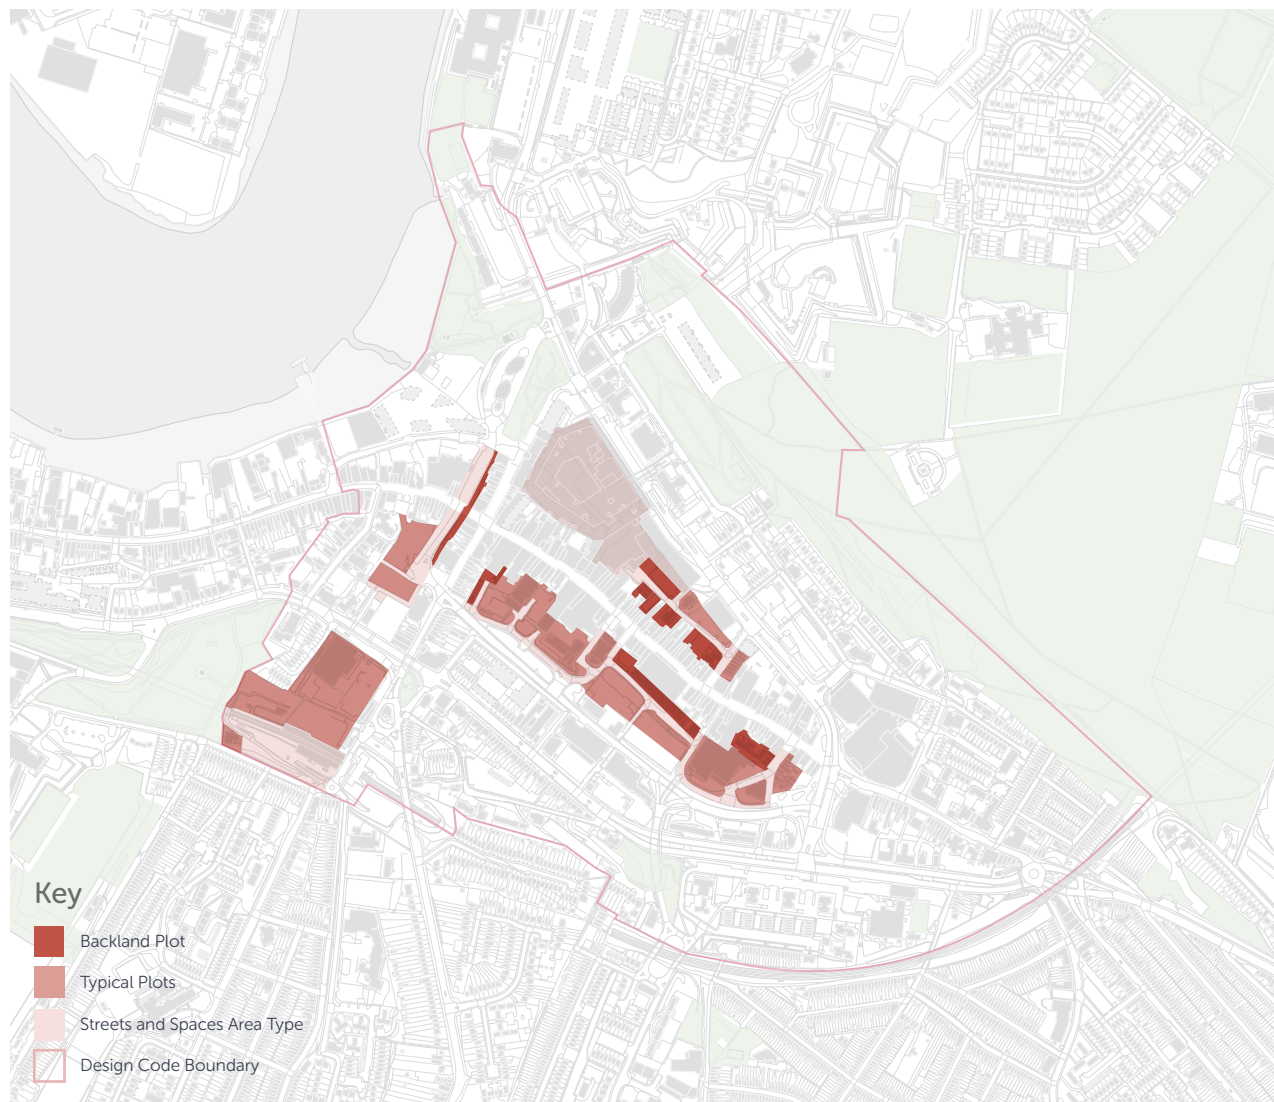 Key
Backland Plot
Typical Plots
Streets and Spaces Area Type
Design Code Boundary